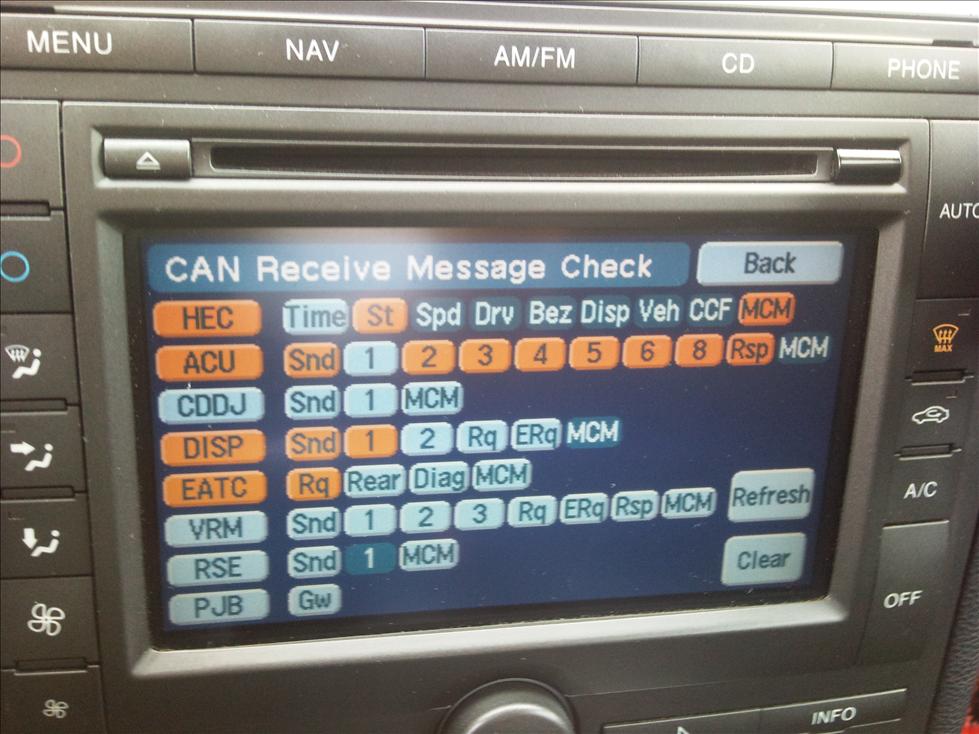 MENU NAV AM/FM CD PHONE
AUTO
CAN Receive Message Check Back
HEC Time St Spd Drv Bez Disp Veh CCF MCM
ACU Snd 1 2 3 4 5 6 8 Rsp MCM
MAX
CDDJ Snd 1 MCM
DISP Snd 1 2 Rq ERq MCM
EATC Rq Rear Diag MCM
A/C
VRM Snd 1 2 3 Rq ERq Rsp MCM Refresh
RSE Snd 1 MCM Clear
PJB Gw
OFF
INFO